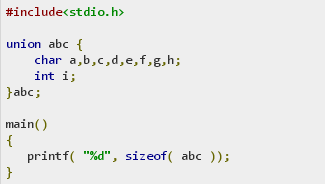 #include<stdio.h>
union abc {
char a,b,c,d,e,f,g,h;
int i;
}abc;
main()
{
printf( "%d", sizeof( abc ));
}